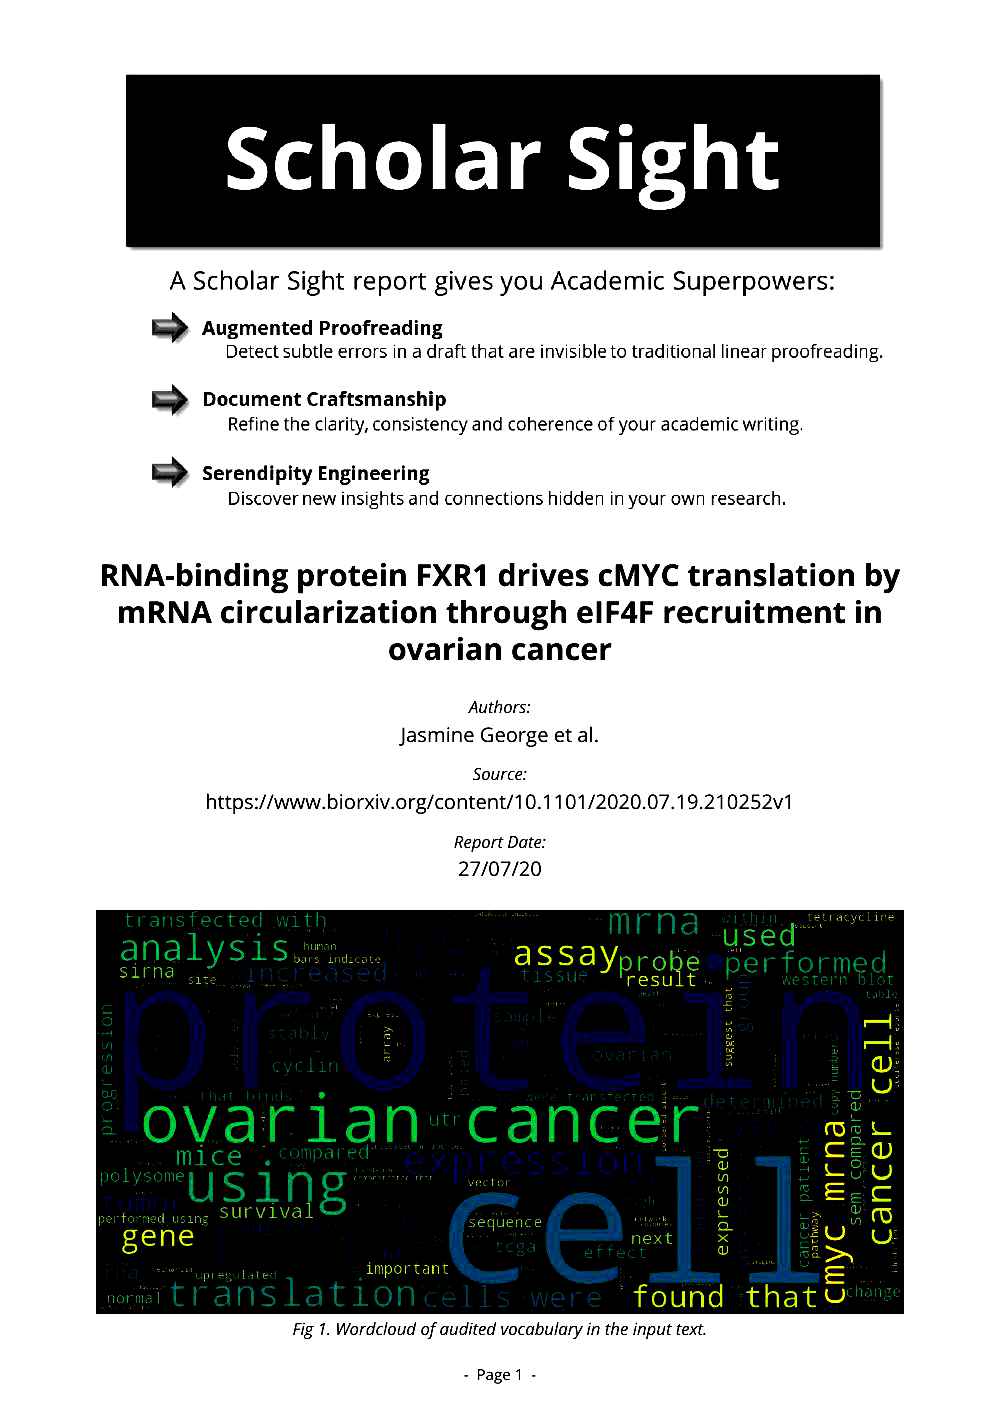 Scholar Sight
A Scholar Sight report gives you Academic Superpowers:
Augmented Proofreading
Detect subtle errors in a draft that are invisible to traditional linear proofreading.
Document Craftsmanship
Refine the clarity, consistency and coherence of your academic writing.
Serendipity Engineering
Discover new insights and connections hidden in your own research.
RNA-binding protein FXR1 drives cMYC translation by
mRNA circularization through eIF4F recruitment in
ovarian cancer
Authors:
Jasmine George et al.
Source:
https://www.biorxiv.org/content/10.1101/2020.07.19.210252v1
Report Date:
27/07/20
transfected with
mrna
within
tetracycline
analysis
human
bars indicate
assay
probe
used
performed
sirna
site
increased
tissue
result
western blot
table
protein
progression
stably
array
couple
suggest that
group
cancer cell
cyclin
ovarian
copy number
that binds
were transfected
determined
ovarian cancer
utr
mice
compared
expression
polysome
using
vector
expressed
cancer patient
cmyc mrna
sem compared
performed using
survival
sequence
cell
gene
tcga
effect
next
pathway
important
upregulated
normal
translation
cells were
found that
change
Fig 1. Wordcloud of audited vocabulary in the input text.
- Page 1 -